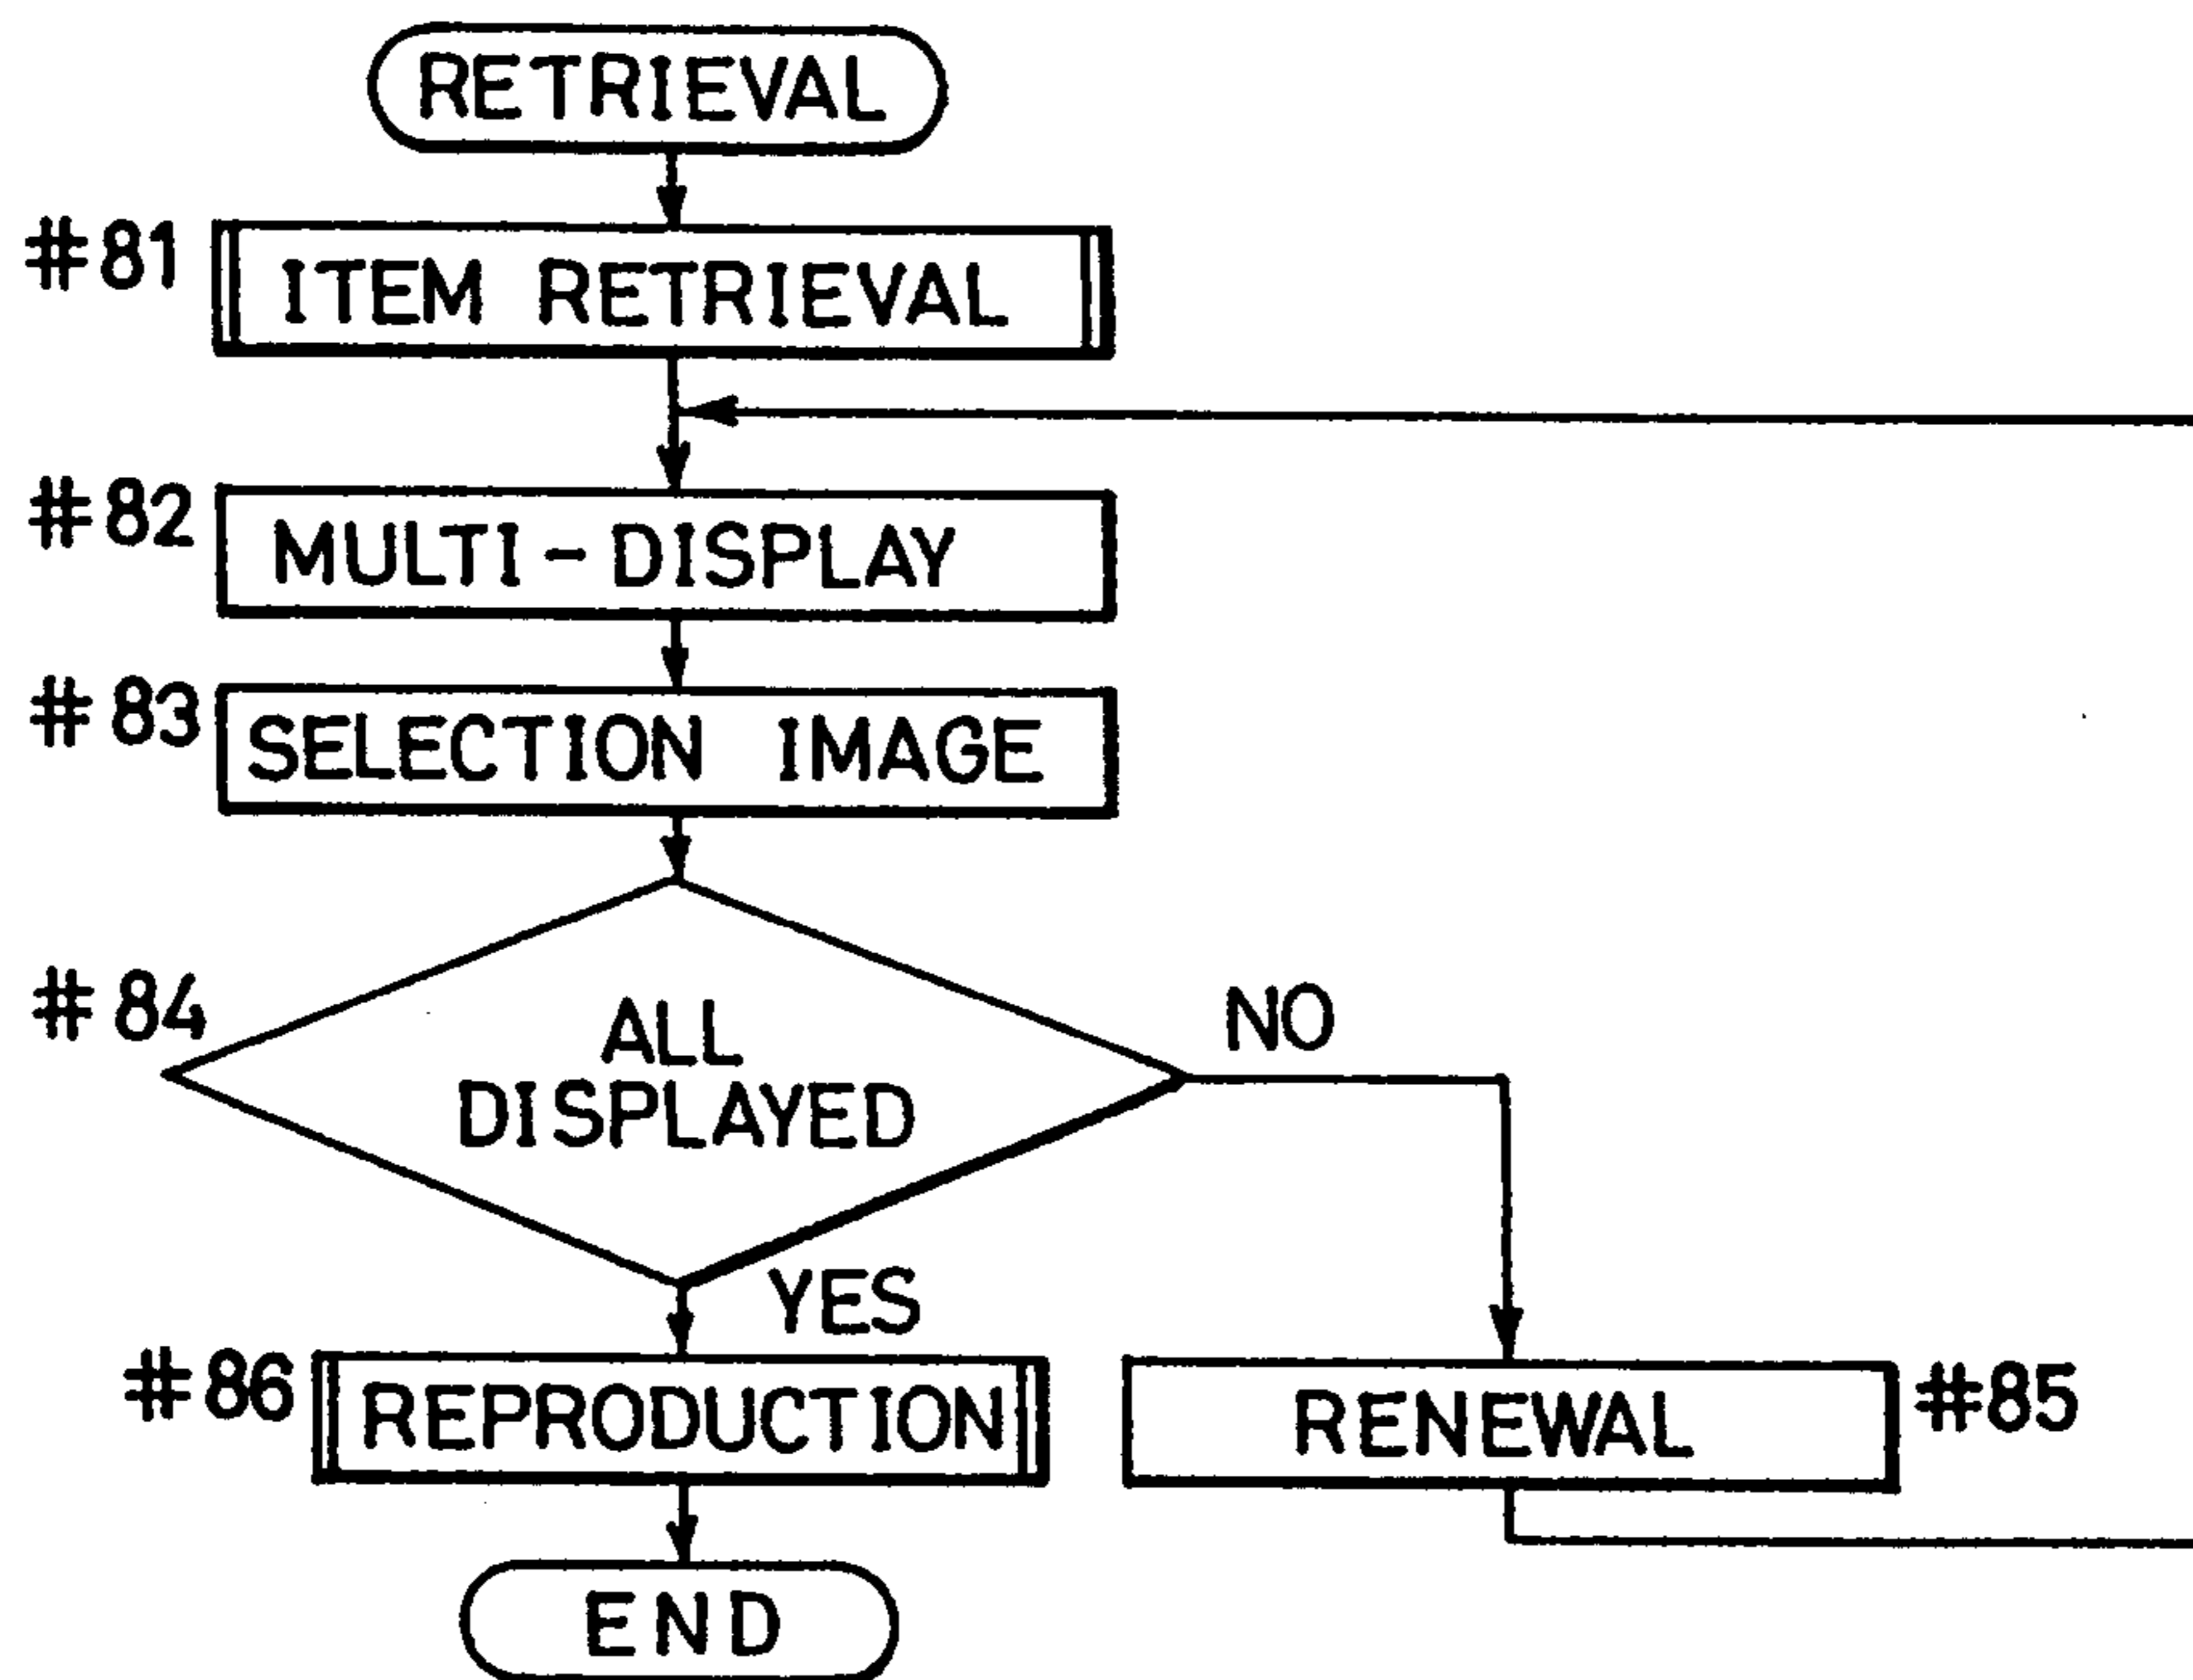 RETRIEVAL
#81
ITEM RETRIEVAL
#82
MULTI-DISPLAY
#83
SELECTION IMAGE
#84
ALL
DISPLAYED
NO
YES
#86
REPRODUCTION
RENEWAL
#85
END